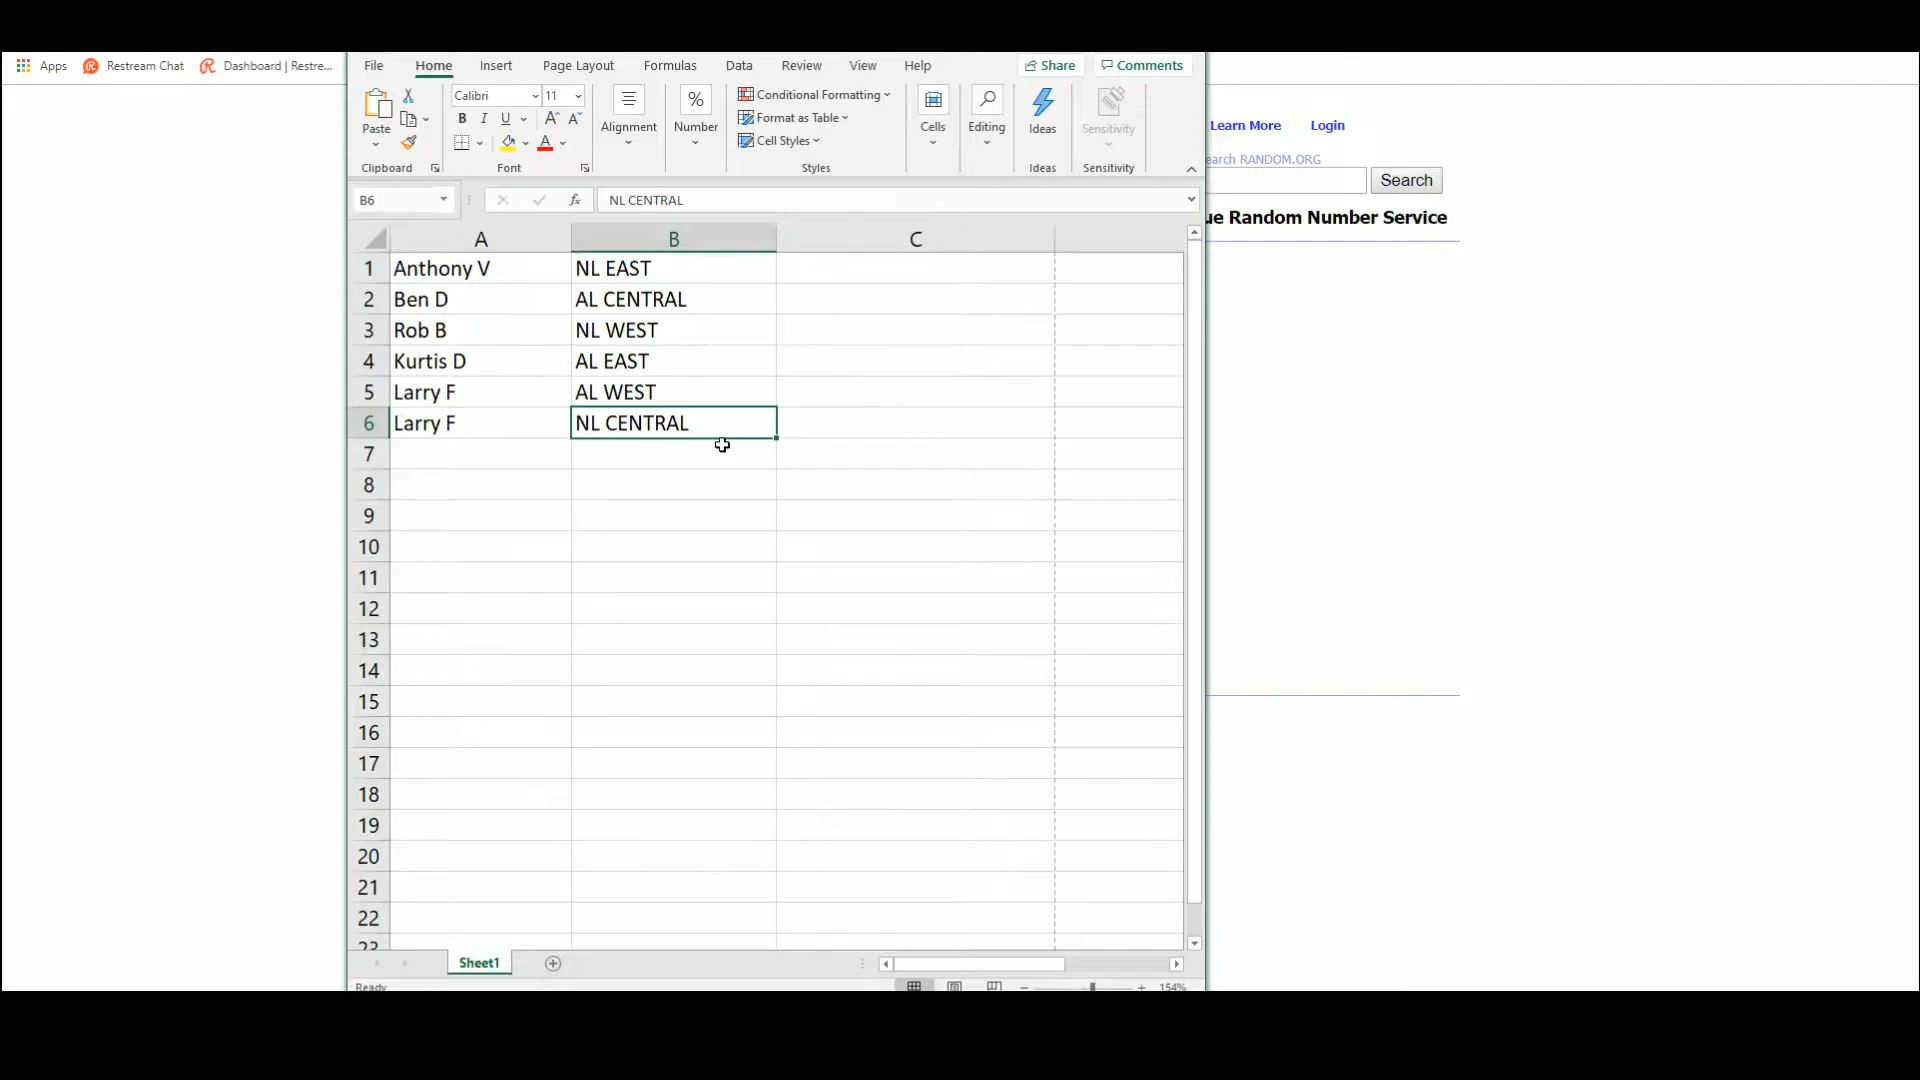 Apps Restream Chat Dashboard | Restre...
File Home Insert Page Layout Formulas Data Review View Help Share Comments
Paste
Clipboard
Calibri 11
B I U A A
A
Font
Alignment
%
Number
Conditional Formatting
Format as Table
Cell Styles
Styles
Cells
Editing
Ideas
Ideas
Sensitivity
Sensitivity
Learn More Login
earch RANDOM.ORG
Search
ue Random Number Service
B6 fx NL CENTRAL
A B C
1 Anthony V NL EAST
2 Ben D AL CENTRAL
3 Rob B NL WEST
4 Kurtis D AL EAST
5 Larry F AL WEST
6 Larry F NL CENTRAL
7
8
9
10
11
12
13
14
15
16
17
18
19
20
21
22
23
Sheet1
Ready 154%